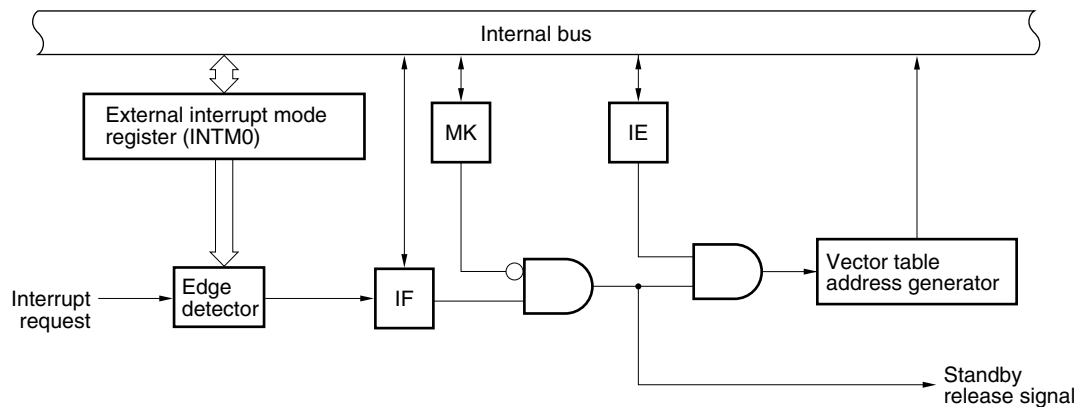 Internal bus
External interrupt mode
register (INTM0)
MK
IE
Interrupt
request
Edge
detector
IF
Vector table
address generator
Standby
release signal